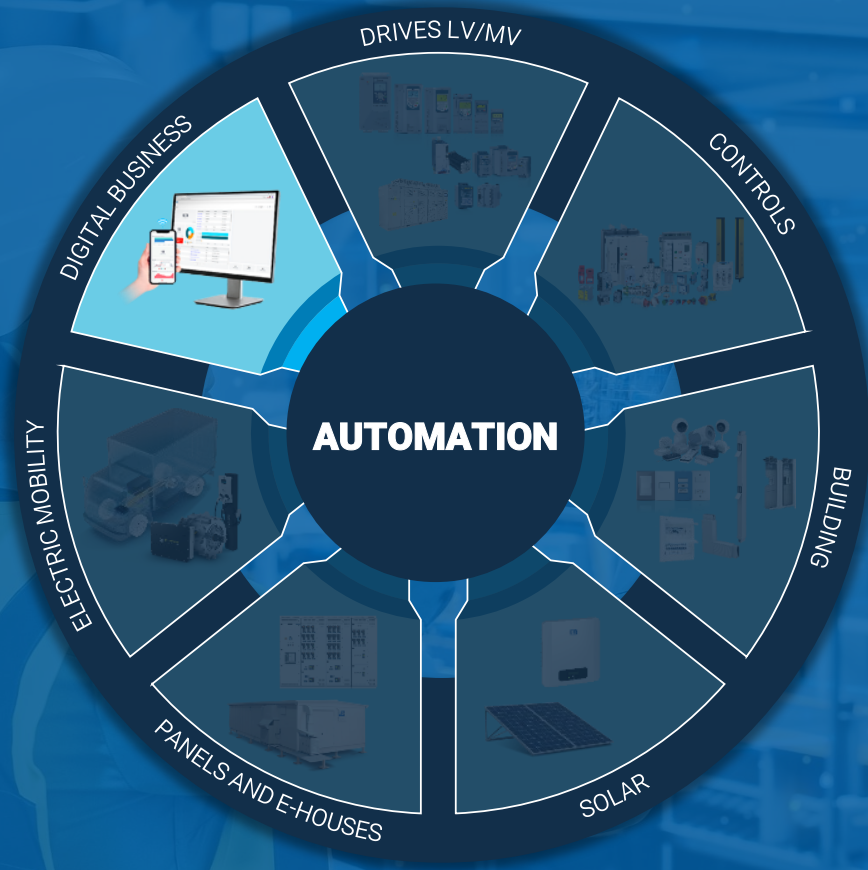 DRIVES LV/MV
CONTROLS
BUILDING
SOLAR
PANELS AND E-HOUSES
ELECTRIC MOBILITY
DIGITAL BUSINESS
AUTOMATION